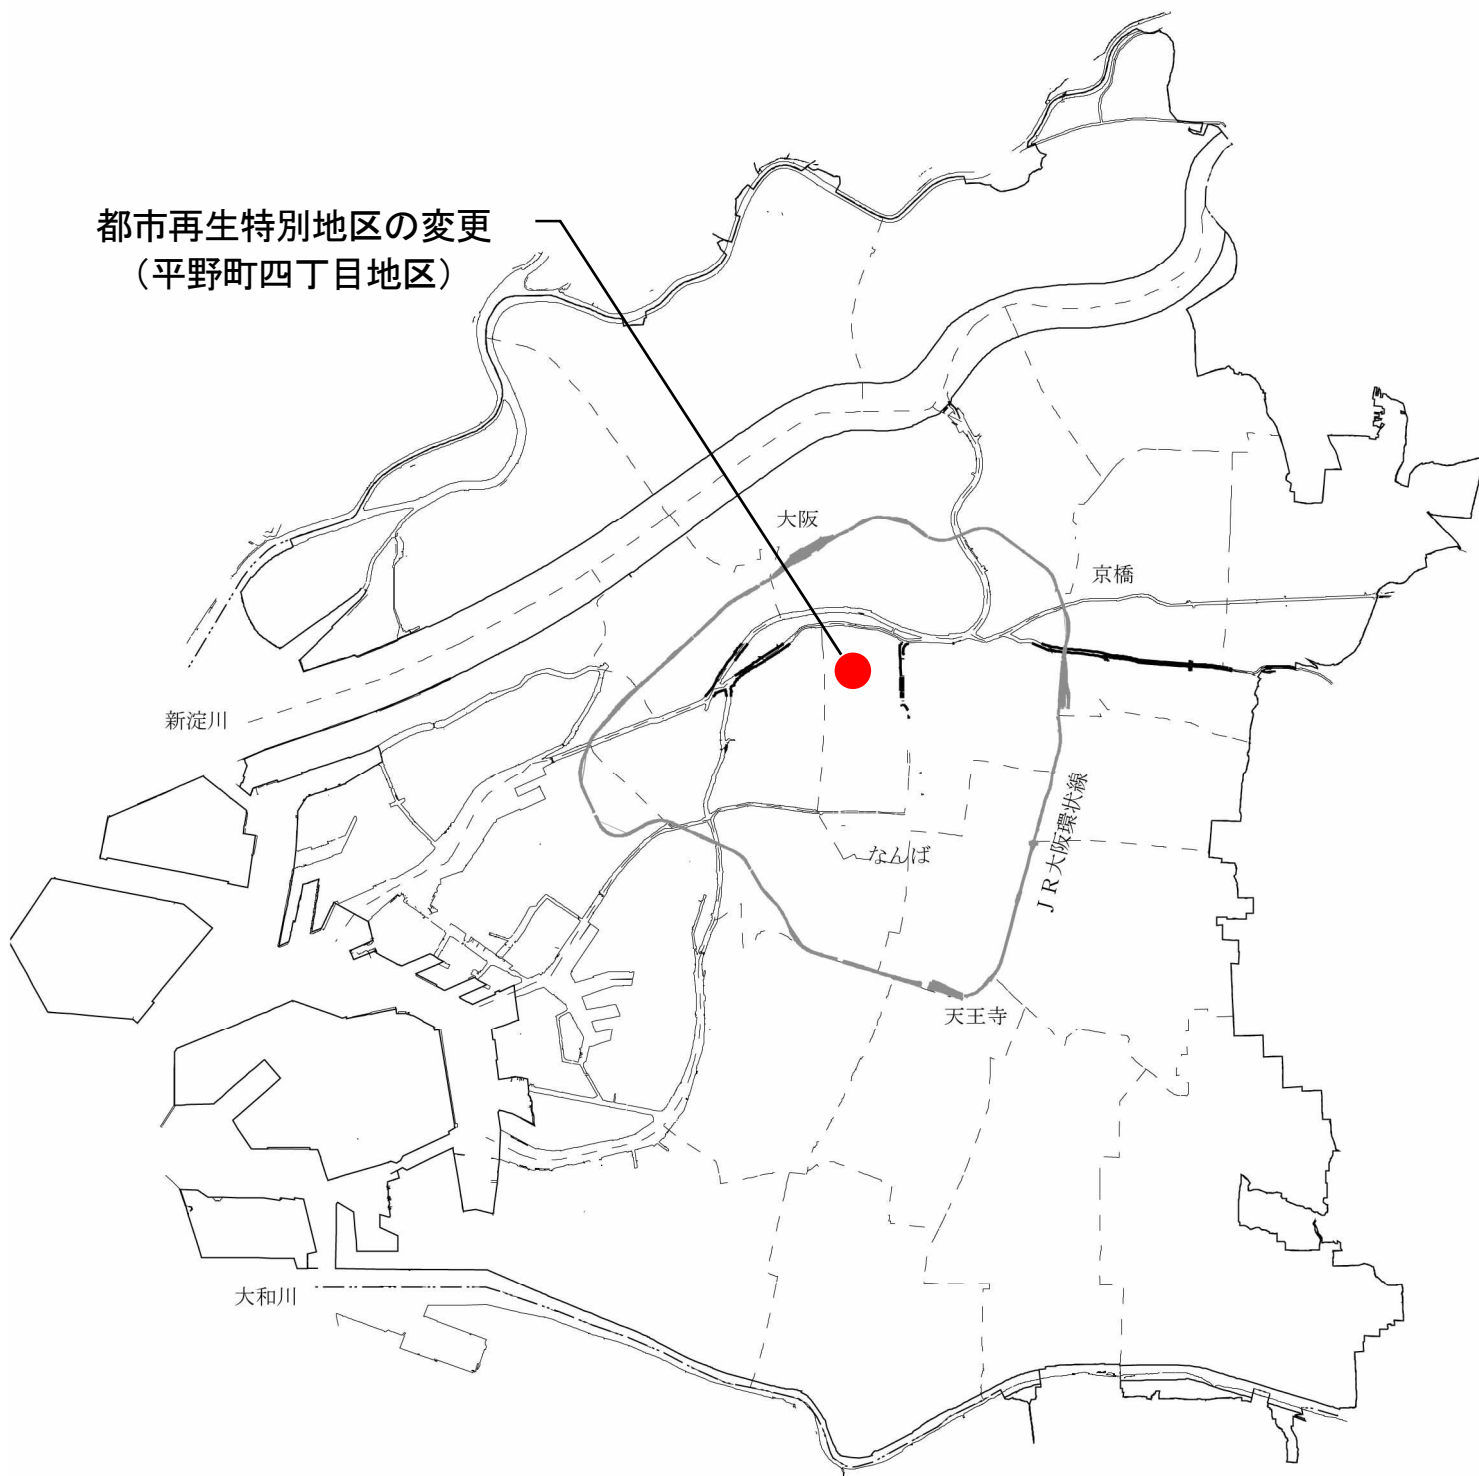 都市再生特別地区の変更
（平野町四丁目地区）
大阪
京橋
新淀川
JR大阪環状線
なんば
天王寺
大和川